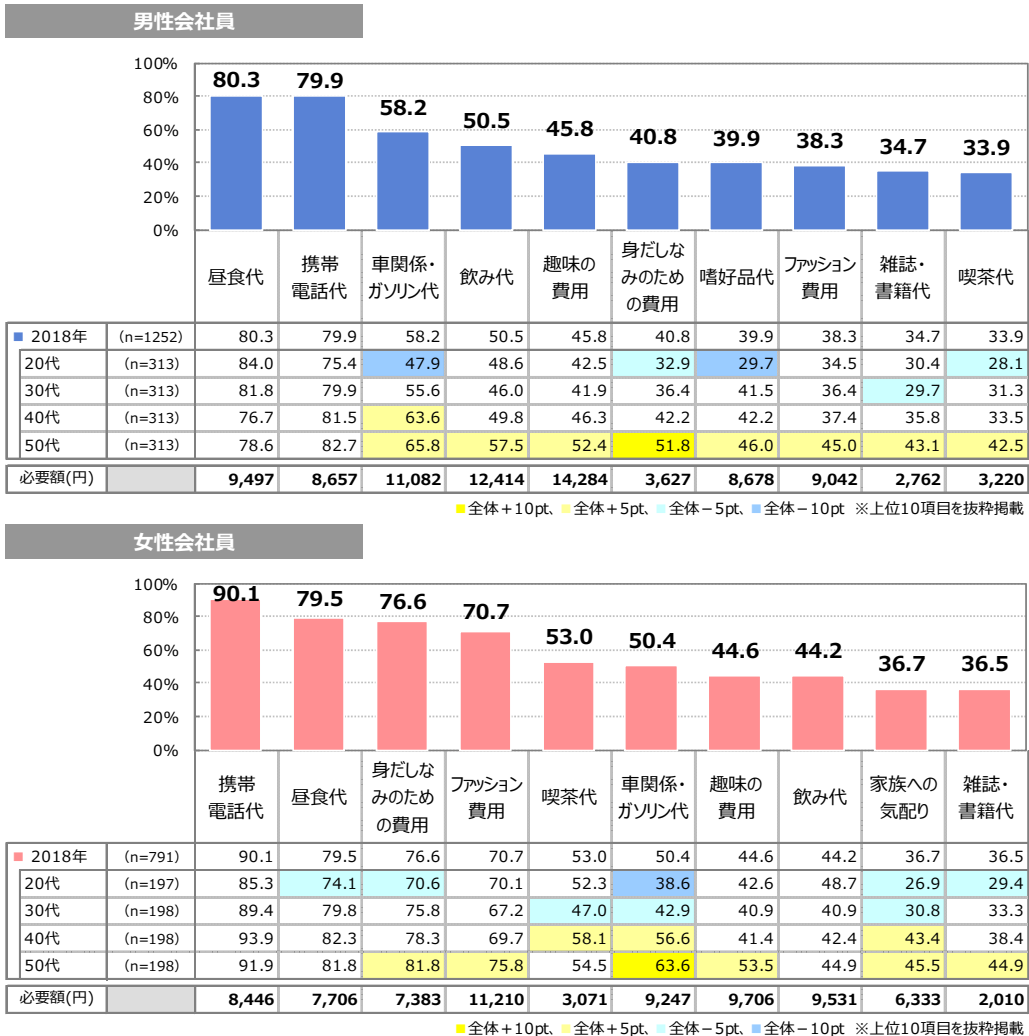 男性会社員
100%
80%
60%
40%
20%
0%
80.3 79.9 58.2 50.5 45.8 40.8 39.9 38.3 34.7 33.9
昼食代
携帯
電話代
車関係・
ガソリン代
飲み代
趣味の
費用
身だしな
みのため
の費用
嗜好品代
ファッション
費用
雑誌・
書籍代
喫茶代
2018年 (n=1252) 80.3 79.9 58.2 50.5 45.8 40.8 39.9 38.3 34.7 33.9
20代 (n=313) 84.0 75.4 47.9 48.6 42.5 32.9 29.7 34.5 30.4 28.1
30代 (n=313) 81.8 79.9 55.6 46.0 41.9 36.4 41.5 36.4 29.7 31.3
40代 (n=313) 76.7 81.5 63.6 49.8 46.3 42.2 42.2 37.4 35.8 33.5
50代 (n=313) 78.6 82.7 65.8 57.5 52.4 51.8 46.0 45.0 43.1 42.5
必要額(円) 9,497 8,657 11,082 12,414 14,284 3,627 8,678 9,042 2,762 3,220
■全体+10pt、■全体+5pt、■全体-5pt、■全体-10pt ※上位10項目を抜粋掲載
女性会社員
100%
80%
60%
40%
20%
0%
90.1 79.5 76.6 70.7 53.0 50.4 44.6 44.2 36.7 36.5
携帯
電話代
昼食代
身だしな
みのため
の費用
ファッション
費用
喫茶代
車関係・
ガソリン代
趣味の
費用
飲み代
家族への
気配り
雑誌・
書籍代
2018年 (n=791) 90.1 79.5 76.6 70.7 53.0 50.4 44.6 44.2 36.7 36.5
20代 (n=197) 85.3 74.1 70.6 70.1 52.3 38.6 42.6 48.7 26.9 29.4
30代 (n=198) 89.4 79.8 75.8 67.2 47.0 42.9 40.9 40.9 30.8 33.3
40代 (n=198) 93.9 82.3 78.3 69.7 58.1 56.6 41.4 42.4 43.4 38.4
50代 (n=198) 91.9 81.8 81.8 75.8 54.5 63.6 53.5 44.9 45.5 44.9
必要額(円) 8,446 7,706 7,383 11,210 3,071 9,247 9,706 9,531 6,333 2,010
■全体+10pt、■全体+5pt、■全体-5pt、■全体-10pt ※上位10項目を抜粋掲載